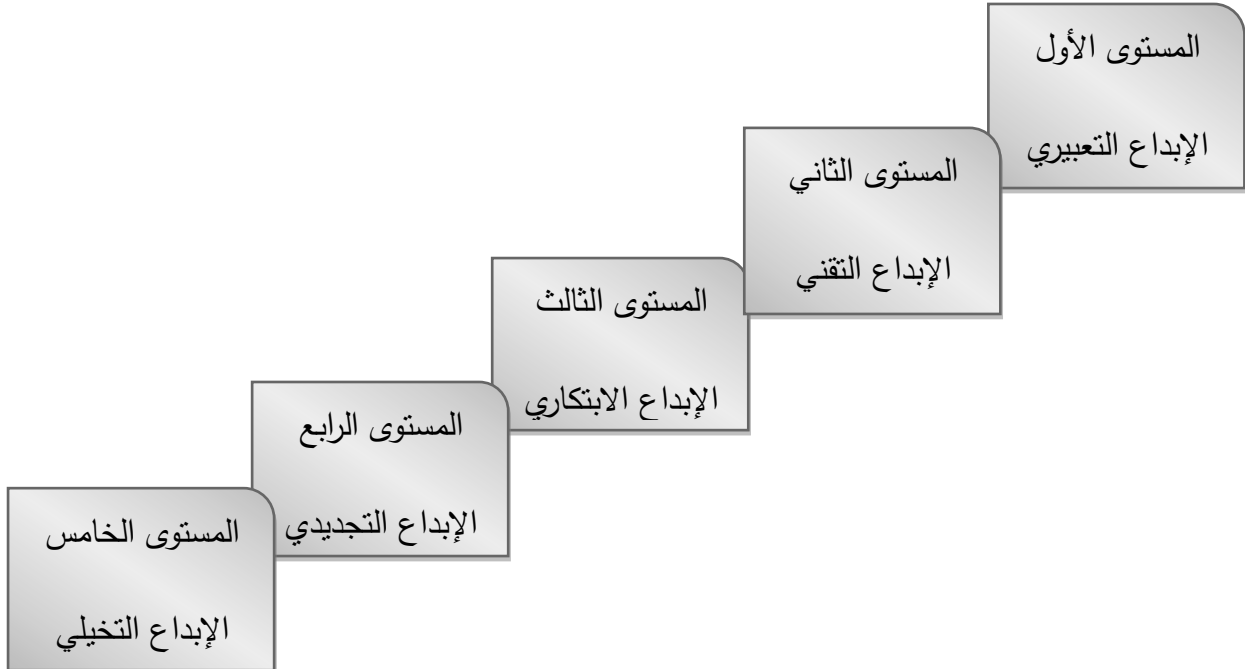 المستوى الأول
الإبداع التعبيري
المستوى الثاني
الإبداع التقني
المستوى الثالث
الإبداع الابتكاري
المستوى الرابع
الإبداع التجديدي
المستوى الخامس
الإبداع التخيلي